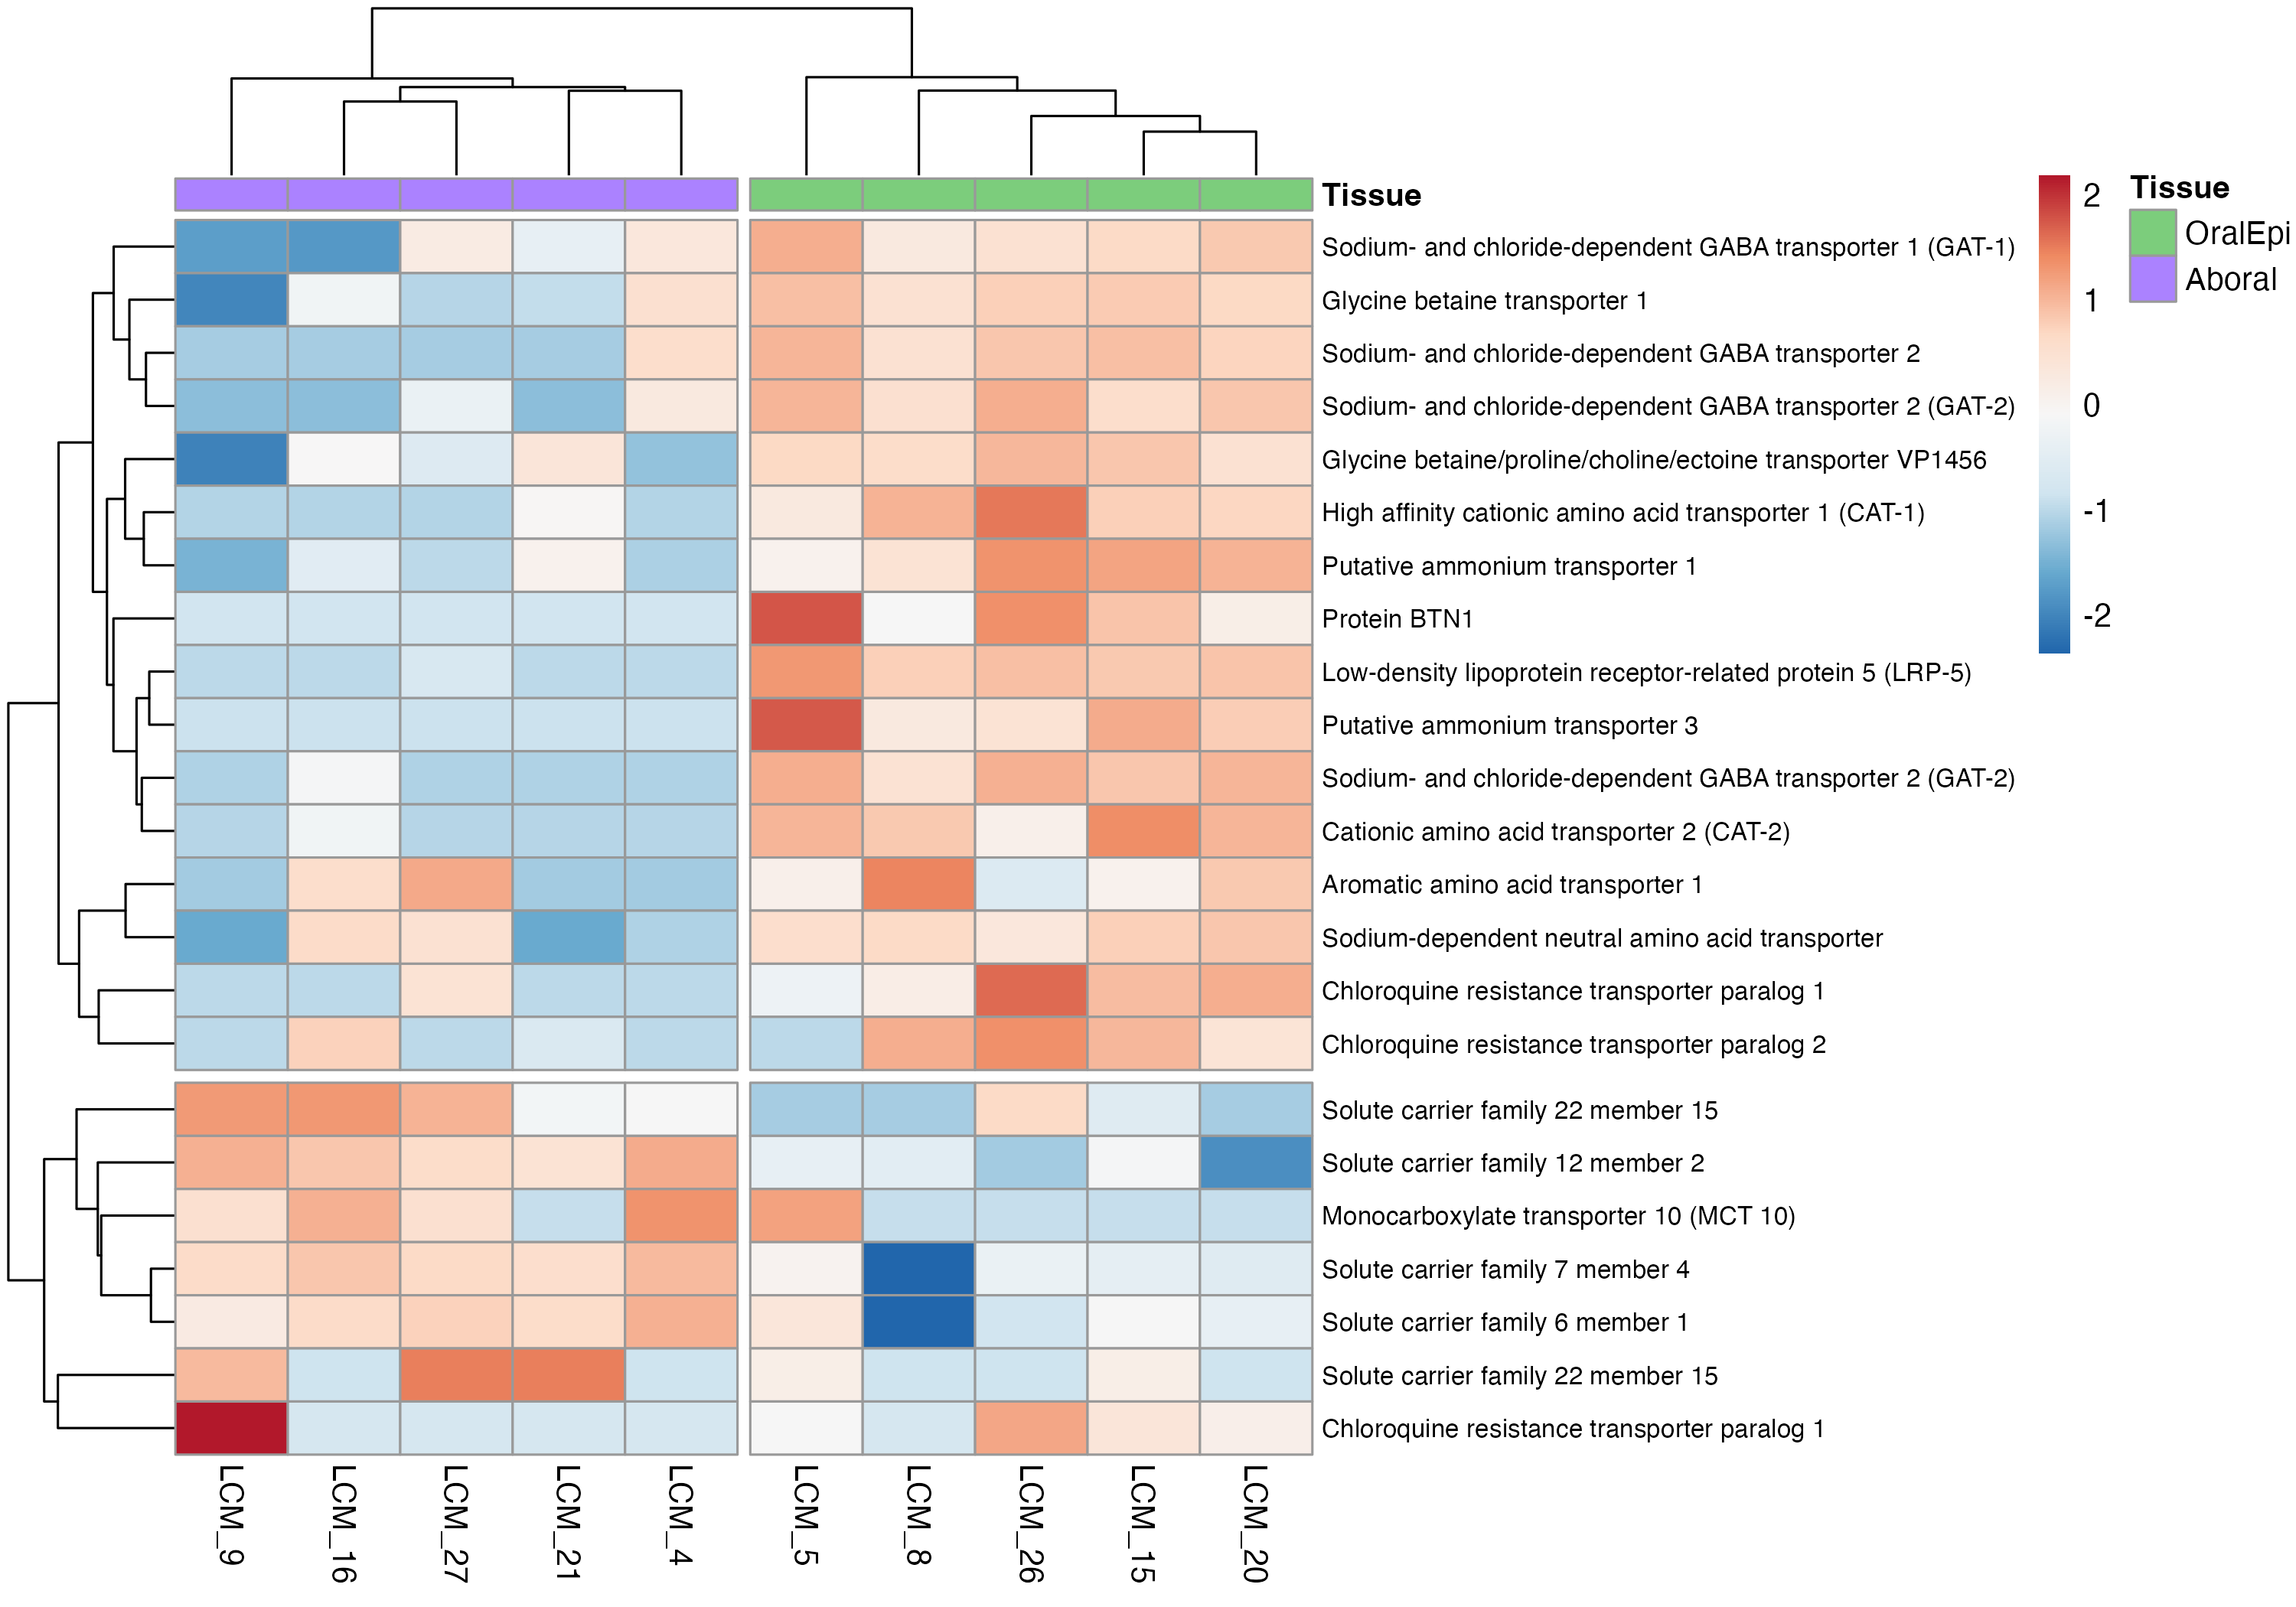 Tissue
Sodium- and chloride-dependent GABA transporter 1 (GAT-1)
Glycine betaine transporter 1
Sodium- and chloride-dependent GABA transporter 2
Sodium- and chloride-dependent GABA transporter 2 (GAT-2)
Glycine betaine/proline/choline/ectoine transporter VP1456
High affinity cationic amino acid transporter 1 (CAT-1)
Putative ammonium transporter 1
Protein BTN1
Low-density lipoprotein receptor-related protein 5 (LRP-5)
Putative ammonium transporter 3
Sodium- and chloride-dependent GABA transporter 2 (GAT-2)
Cationic amino acid transporter 2 (CAT-2)
Aromatic amino acid transporter 1
Sodium-dependent neutral amino acid transporter
Chloroquine resistance transporter paralog 1
Chloroquine resistance transporter paralog 2
Solute carrier family 22 member 15
Solute carrier family 12 member 2
Monocarboxylate transporter 10 (MCT 10)
Solute carrier family 7 member 4
Solute carrier family 6 member 1
Solute carrier family 22 member 15
Chloroquine resistance transporter paralog 1
LCM_9
LCM_16
LCM_27
LCM_21
LCM_4
LCM_5
LCM_8
LCM_26
LCM_15
LCM_20
2
1
0
-1
-2
Tissue
OralEpi
Aboral